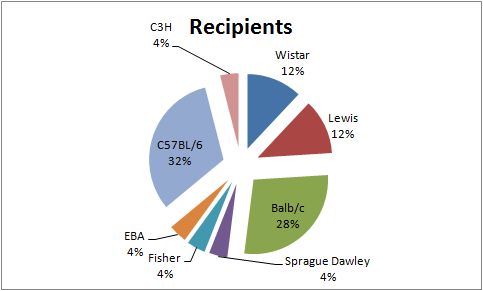 Recipients
Wistar
12%
Lewis
12%
Balb/c
28%
Sprague Dawley
4%
Fisher
4%
EBA
4%
C57BL/6
32%
C3H
4%